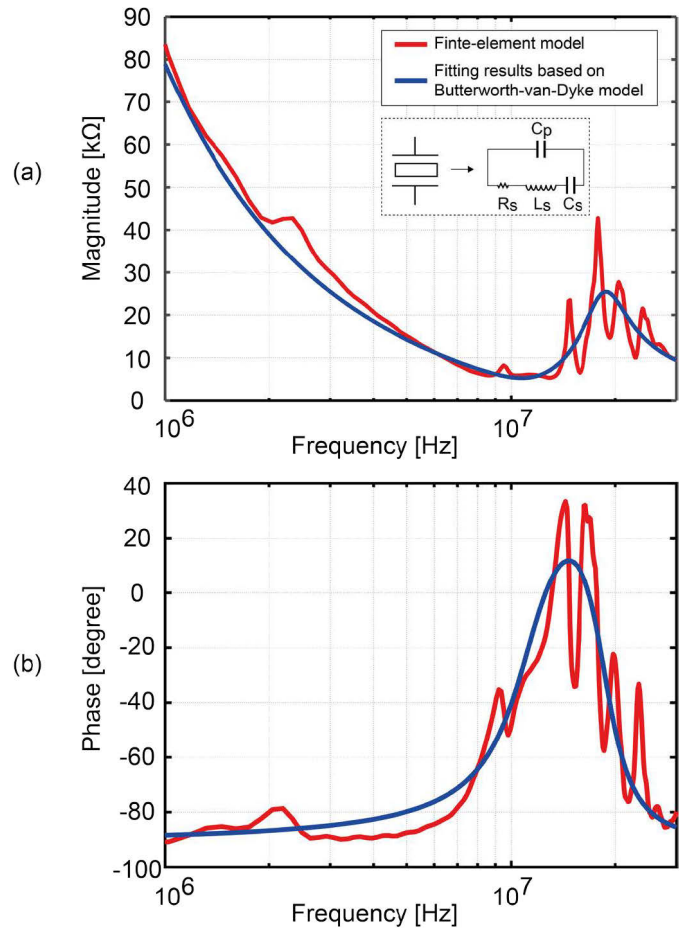 (a)
Magnitude [kΩ]
90
80
70
60
50
40
30
20
10
0
Finte-element model
Fitting results based on
Butterworth-van-Dyke model
Cp
Rs Ls Cs
10^6 10^7
Frequency [Hz]
(b)
Phase [degree]
40
20
0
-20
-40
-60
-80
-100
10^6 10^7
Frequency [Hz]